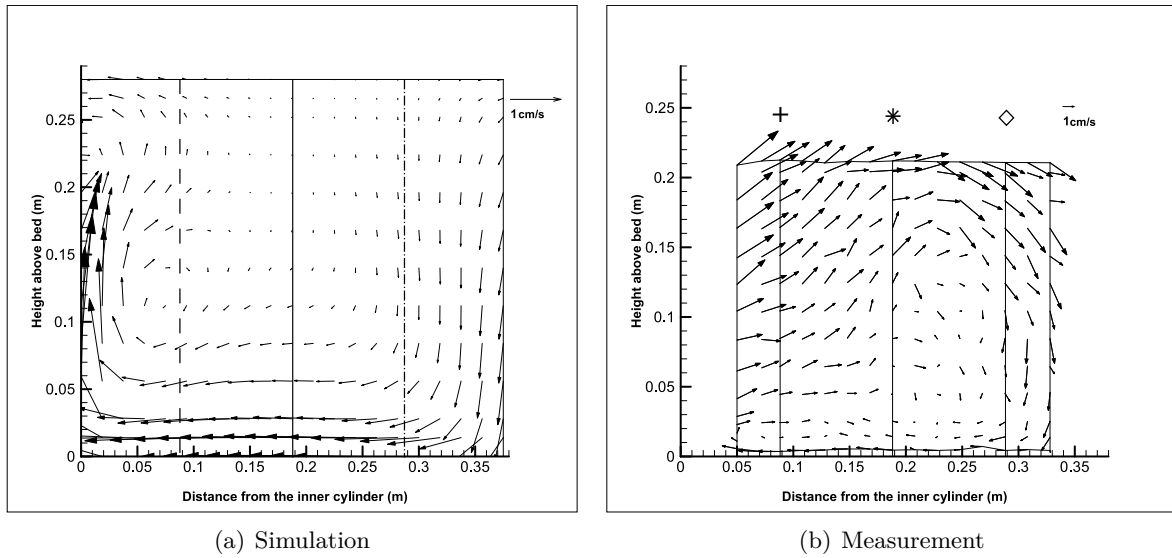 0.25
0.2
0.15
0.1
0.05
0
Height above bed (m)
0 0.05 0.1 0.15 0.2 0.25 0.3 0.35
Distance from the inner cylinder (m)
1cm/s
(a) Simulation
0.25
0.2
0.15
0.1
0.05
0
Height above bed (m)
0 0.05 0.1 0.15 0.2 0.25 0.3 0.35
Distance from the inner cylinder (m)
1cm/s
(b) Measurement